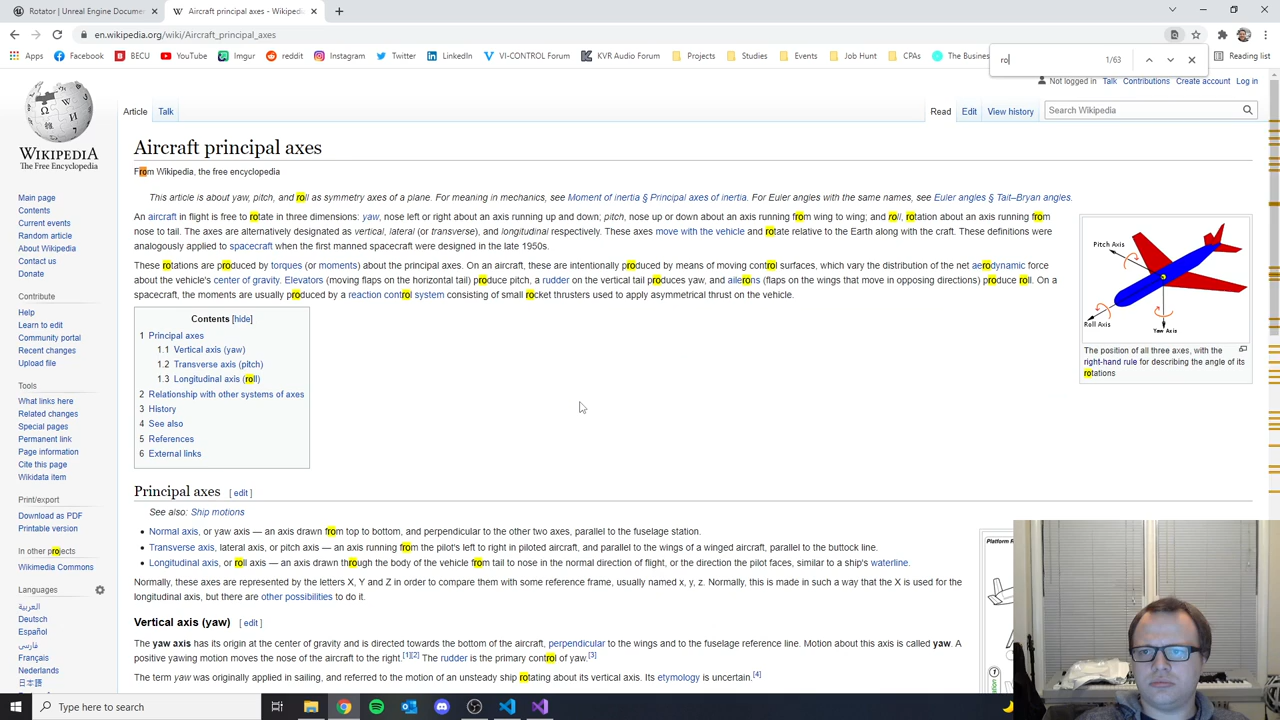 Rotator | Unreal Engine Documen
Aircraft principal axes - Wikipedi
en.wikipedia.org/wiki/Aircraft_principal_axes
Apps
Facebook
BECU
YouTube
Imgur
reddit
Instagram
Twitter
LinkedIn
VI-CONTROL Forum
KVR Audio Forum
Projects
Studies
Events
Job Hunt
CPAs
The Busine
Reading list
ro
1/63
Not logged in Talk Contributions Create account Log in
WIKIPEDIA
The Free Encyclopedia
Article Talk
Read Edit View history
Search Wikipedia
Main page
Contents
Current events
Random article
About Wikipedia
Contact us
Donate
Contribute
Help
Learn to edit
Community portal
Recent changes
Upload file
Tools
What links here
Related changes
Special pages
Permanent link
Page information
Cite this page
Wikidata item
Print/export
Download as PDF
Printable version
In other projects
Wikimedia Commons
Languages
العربية
Deutsch
Español
فارسی
Français
Nederlands
日本語
Aircraft principal axes
From Wikipedia, the free encyclopedia
This article is about yaw, pitch, and roll as symmetry axes of a plane. For meaning in mechanics, see Moment of inertia § Principal axes of inertia. For Euler angles with the same names, see Euler angles § Tait–Bryan angles.
An aircraft in flight is free to rotate in three dimensions: yaw, nose left or right about an axis running up and down; pitch, nose up or down about an axis running from wing to wing; and roll, rotation about an axis running from
nose to tail. The axes are alternatively designated as vertical, lateral (or transverse), and longitudinal respectively. These axes move with the vehicle and rotate relative to the Earth along with the craft. These definitions were
analogously applied to spacecraft when the first manned spacecraft were designed in the late 1950s.
These rotations are produced by torques (or moments) about the principal axes. On an aircraft, these are intentionally produced by means of moving control surfaces, which vary the distribution of the net aerodynamic force
about the vehicle's center of gravity. Elevators (moving flaps on the horizontal tail) produce pitch, a rudder on the vertical tail produces yaw, and ailerons (flaps on the wings that move in opposing directions) produce roll. On a
spacecraft, the moments are usually produced by a reaction control system consisting of small rocket thrusters used to apply asymmetrical thrust on the vehicle.
Pitch Axis
Roll Axis
Yaw Axis
The position of all three axes, with the
right-hand rule for describing the angle of its
rotations
Contents [hide]
1 Principal axes
1.1 Vertical axis (yaw)
1.2 Transverse axis (pitch)
1.3 Longitudinal axis (roll)
2 Relationship with other systems of axes
3 History
4 See also
5 References
6 External links
Principal axes [ edit ]
See also: Ship motions
• Normal axis, or yaw axis — an axis drawn from top to bottom, and perpendicular to the other two axes, parallel to the fuselage station.
• Transverse axis, lateral axis, or pitch axis — an axis running from the pilot's left to right in piloted aircraft, and parallel to the wings of a winged aircraft, parallel to the buttock line.
• Longitudinal axis, or roll axis — an axis drawn through the body of the vehicle from tail to nose in the normal direction of flight, or the direction the pilot faces, similar to a ship's waterline.
Normally, these axes are represented by the letters X, Y and Z in order to compare them with some reference frame, usually named x, y, z. Normally, this is made in such a way that the X is used for the
longitudinal axis, but there are other possibilities to do it.
Vertical axis (yaw) [ edit ]
The yaw axis has its origin at the center of gravity and is directed towards the bottom of the aircraft, perpendicular to the wings and to the fuselage reference line. Motion about this axis is called yaw. A
positive yawing motion moves the nose of the aircraft to the right.[1][2] The rudder is the primary control of yaw.[3]
The term yaw was originally applied in sailing, and referred to the motion of an unsteady ship rotating about its vertical axis. Its etymology is uncertain.[4]
Platform F
Type here to search